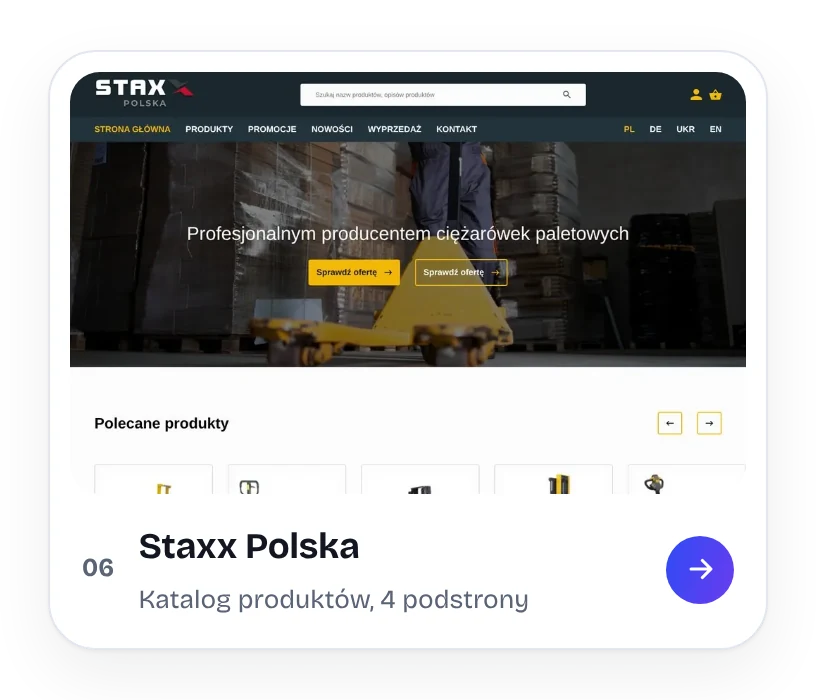 STAXX
POLSKA
Szukaj nazw produktów, opisów produktów
STRONA GŁÓWNA PRODUKTY PROMOCJE NOWOŚCI WYPRZEDAŻ KONTAKT PL DE UKR EN
Profesjonalnym producentem ciężarówek paletowych
Sprawdź ofertę → Sprawdź ofertę →
Polecane produkty ← →
06
Staxx Polska
Katalog produktów, 4 podstrony